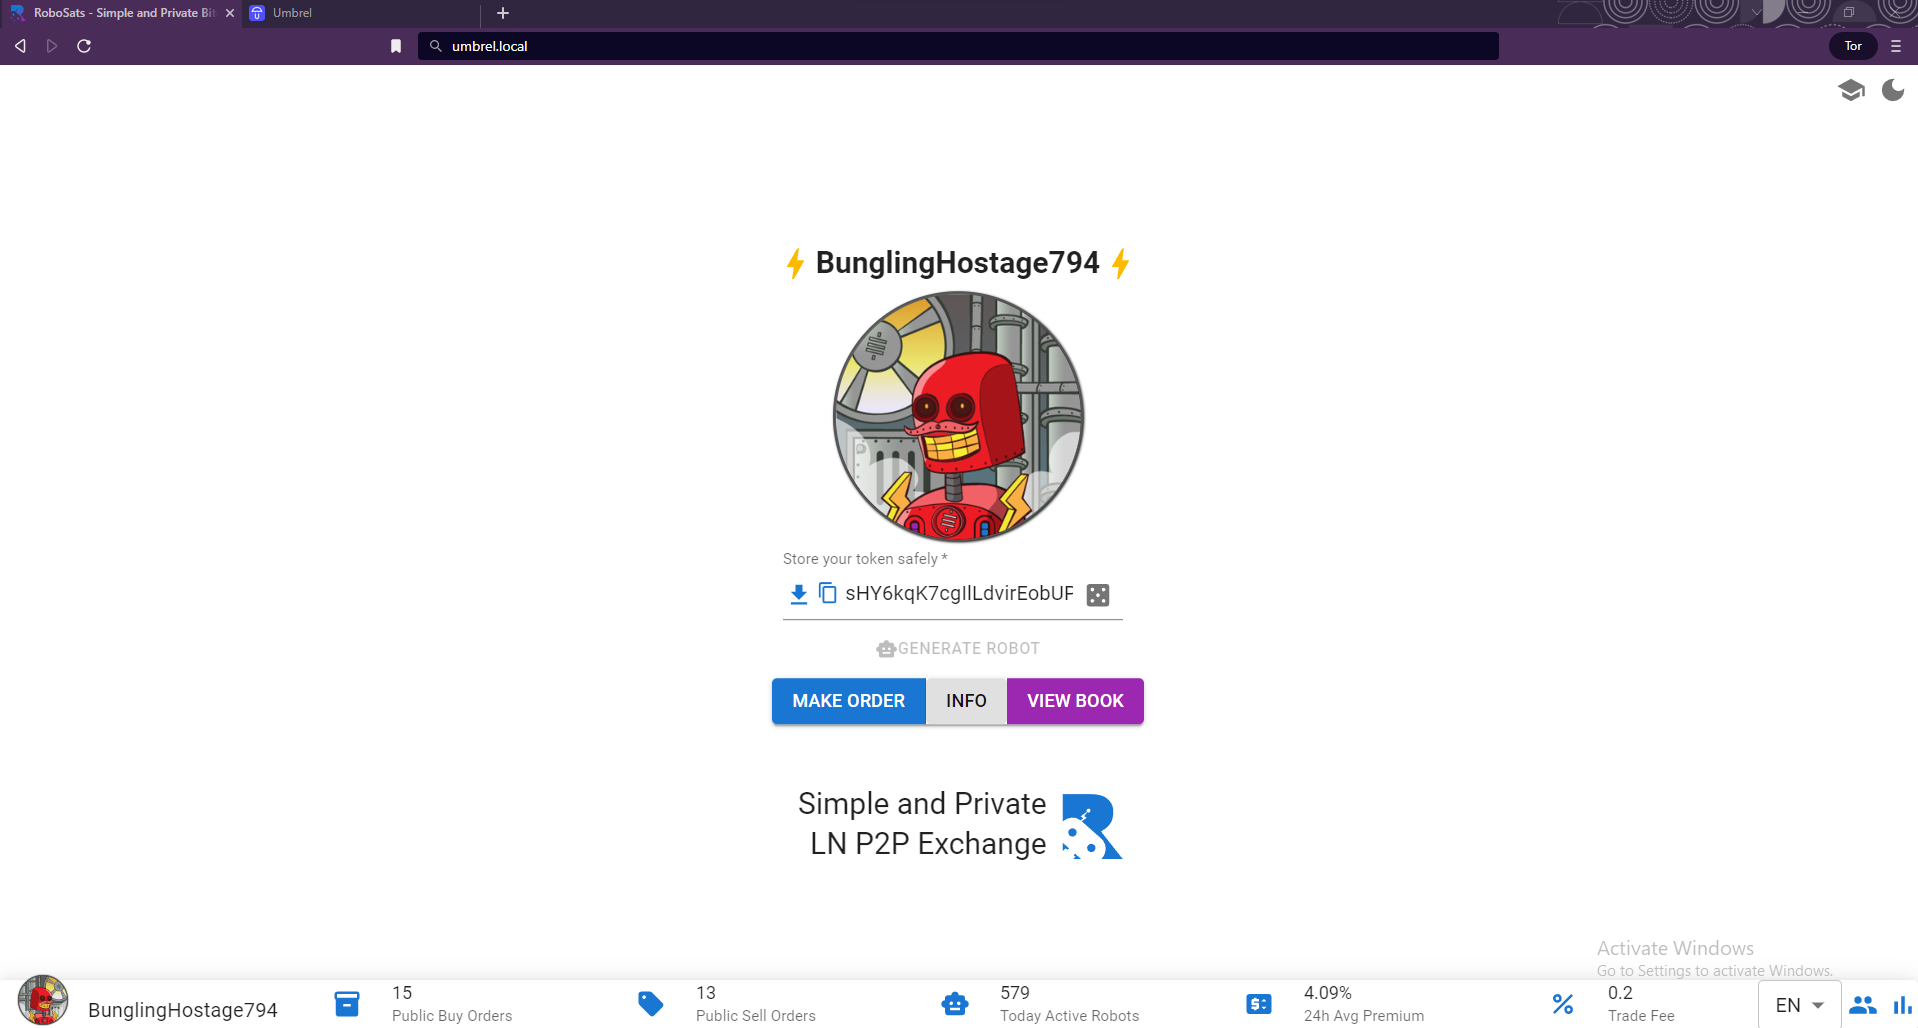 RoboSats - Simple and Private Bit
Umbrel
umbrel.local
Tor
BunglingHostage794
Store your token safely *
sHY6kqK7cgIlLdvirEobUF
GENERATE ROBOT
MAKE ORDER
INFO
VIEW BOOK
Simple and Private
LN P2P Exchange
Activate Windows
Go to Settings to activate Windows.
BunglingHostage794
15
Public Buy Orders
13
Public Sell Orders
579
Today Active Robots
4.09%
24h Avg Premium
0.2
Trade Fee
EN